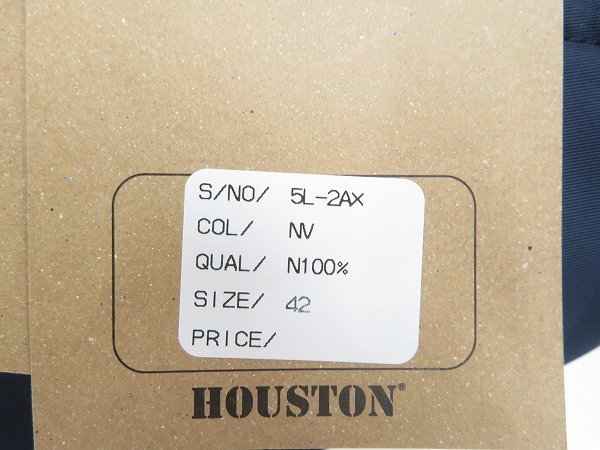 S/NO/ 5L-2AX
COL/ NV
QUAL/ N100%
SIZE/ 42
PRICE/
HOUSTON®